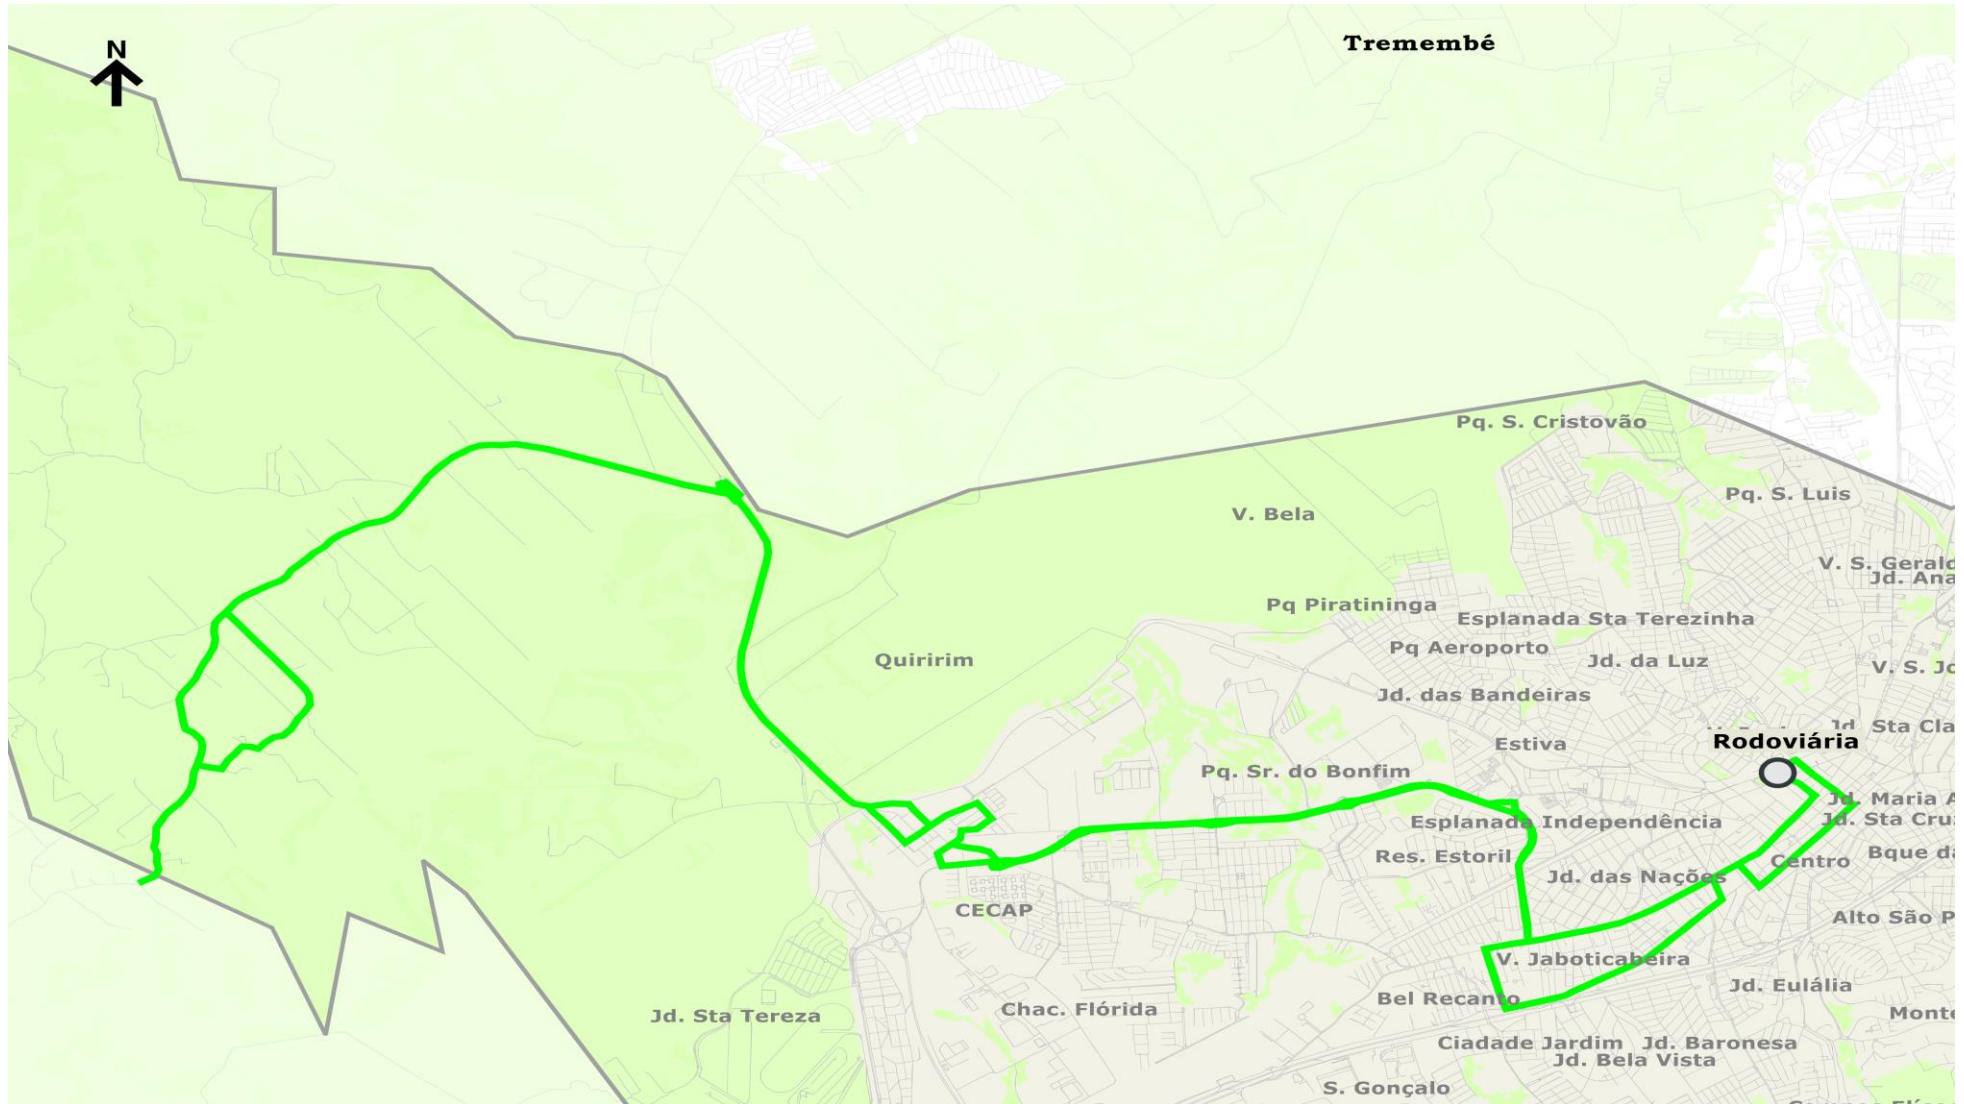 N
Tremembé
Pq. S. Cristovão
Pq. S. Luis
V. Bela
V. S. Gerald
Jd. Ana
Pq Piratininga
Esplanada Sta Terezinha
Pq Aeroporto
Jd. da Luz
Quiririm
V. S. Jo
Jd. das Bandeiras
Jd. Sta Cla
Estiva
Rodoviária
Pq. Sr. do Bonfim
Jd. Maria A
Esplanada Independência
Jd. Sta Cru
Res. Estoril
Centro
Bque da
Jd. das Nações
CECAP
Alto São P
V. Jaboticabeira
Jd. Eulália
Bel Recanto
Chac. Flórida
Jd. Sta Tereza
Monte
Ciadade Jardim
Jd. Baronesa
Jd. Bela Vista
S. Gonçalo